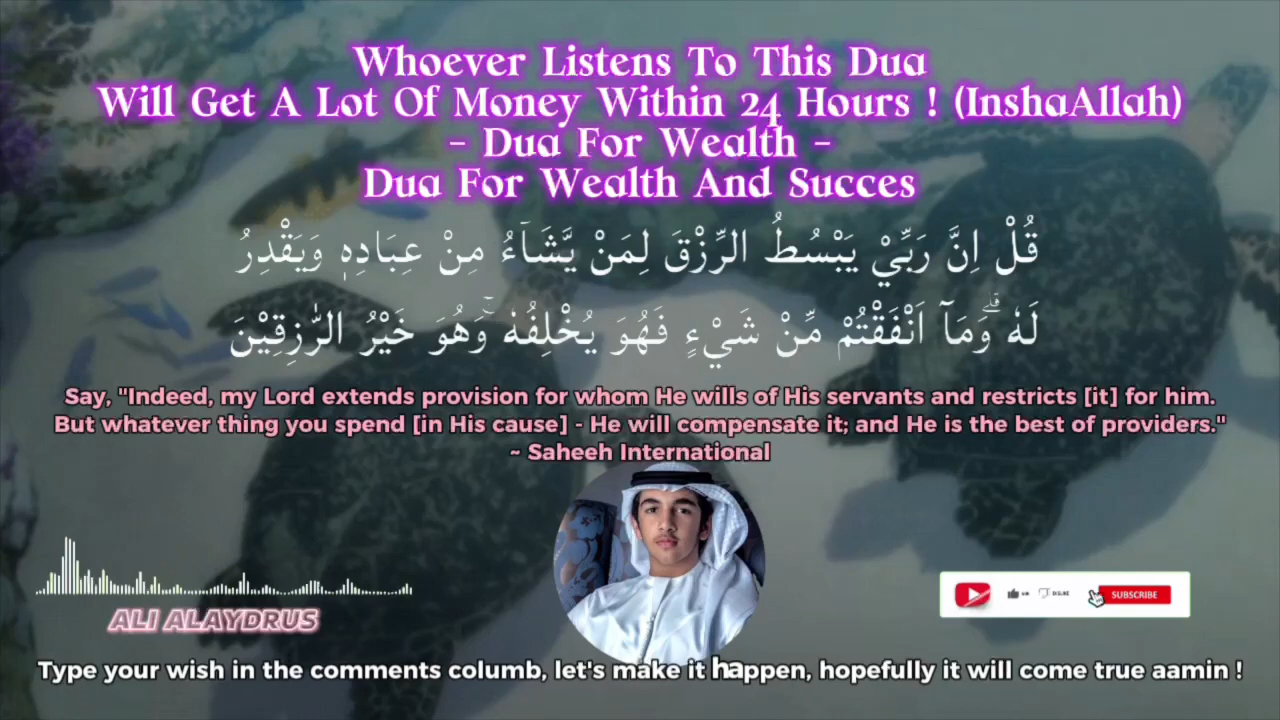 Whoever Listens To This Dua
Will Get A Lot Of Money Within 24 Hours ! (InshaAllah)
- Dua For Wealth -
Dua For Wealth And Succes
قُلْ اِنَّ رَبِّيْ يَبْسُطُ الرِّزْقَ لِمَنْ يَّشَاۤءُ مِنْ عِبَادِهٖ وَيَقْدِرُ
لَهٗ ۗوَمَآ اَنْفَقْتُمْ مِّنْ شَيْءٍ فَهُوَ يُخْلِفُهٗ ۚوَهُوَ خَيْرُ الرّٰزِقِيْنَ
Say, "Indeed, my Lord extends provision for whom He wills of His servants and restricts [it] for him.
But whatever thing you spend [in His cause] - He will compensate it; and He is the best of providers."
~ Saheeh International
ALI ALAYDRUS
SUBSCRIBE
Type your wish in the comments columb, let's make it happen, hopefully it will come true aamin !